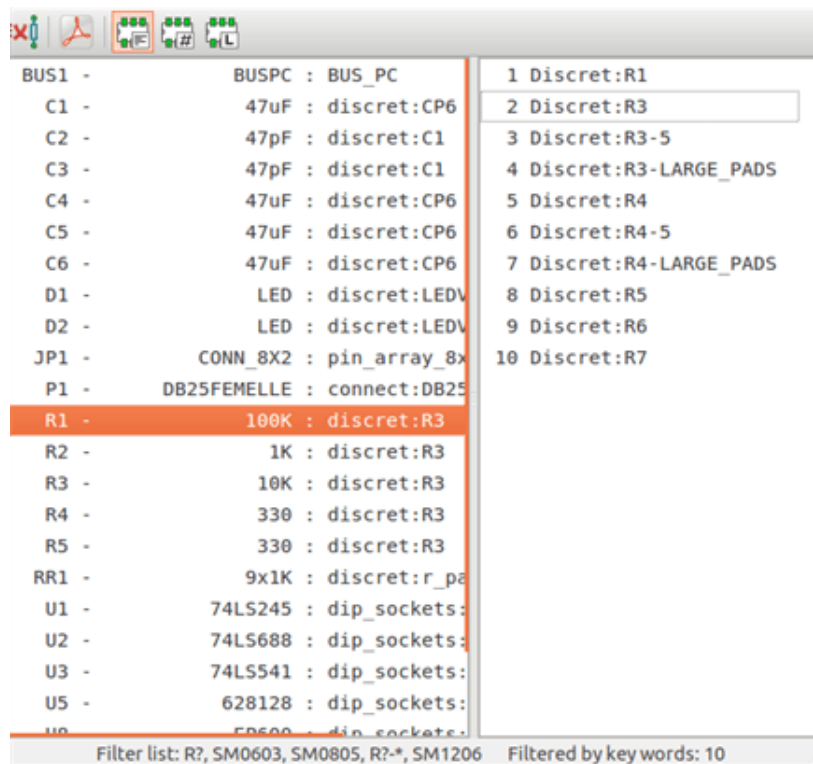 BUS1 - BUSPC : BUS_PC
C1 - 47uF : discret:CP6
C2 - 47pF : discret:C1
C3 - 47pF : discret:C1
C4 - 47uF : discret:CP6
C5 - 47uF : discret:CP6
C6 - 47uF : discret:CP6
D1 - LED : discret:LEDV
D2 - LED : discret:LEDV
JP1 - CONN_8X2 : pin_array_8x
P1 - DB25FEMELLE : connect:DB25
R1 - 100K : discret:R3
R2 - 1K : discret:R3
R3 - 10K : discret:R3
R4 - 330 : discret:R3
R5 - 330 : discret:R3
RR1 - 9x1K : discret:r_pa
U1 - 74LS245 : dip_sockets:
U2 - 74LS688 : dip_sockets:
U3 - 74LS541 : dip_sockets:
U5 - 628128 : dip_sockets:
1 Discret:R1
2 Discret:R3
3 Discret:R3-5
4 Discret:R3-LARGE_PADS
5 Discret:R4
6 Discret:R4-5
7 Discret:R4-LARGE_PADS
8 Discret:R5
9 Discret:R6
10 Discret:R7
Filter list: R?, SM0603, SM0805, R?-*, SM1206 Filtered by key words: 10